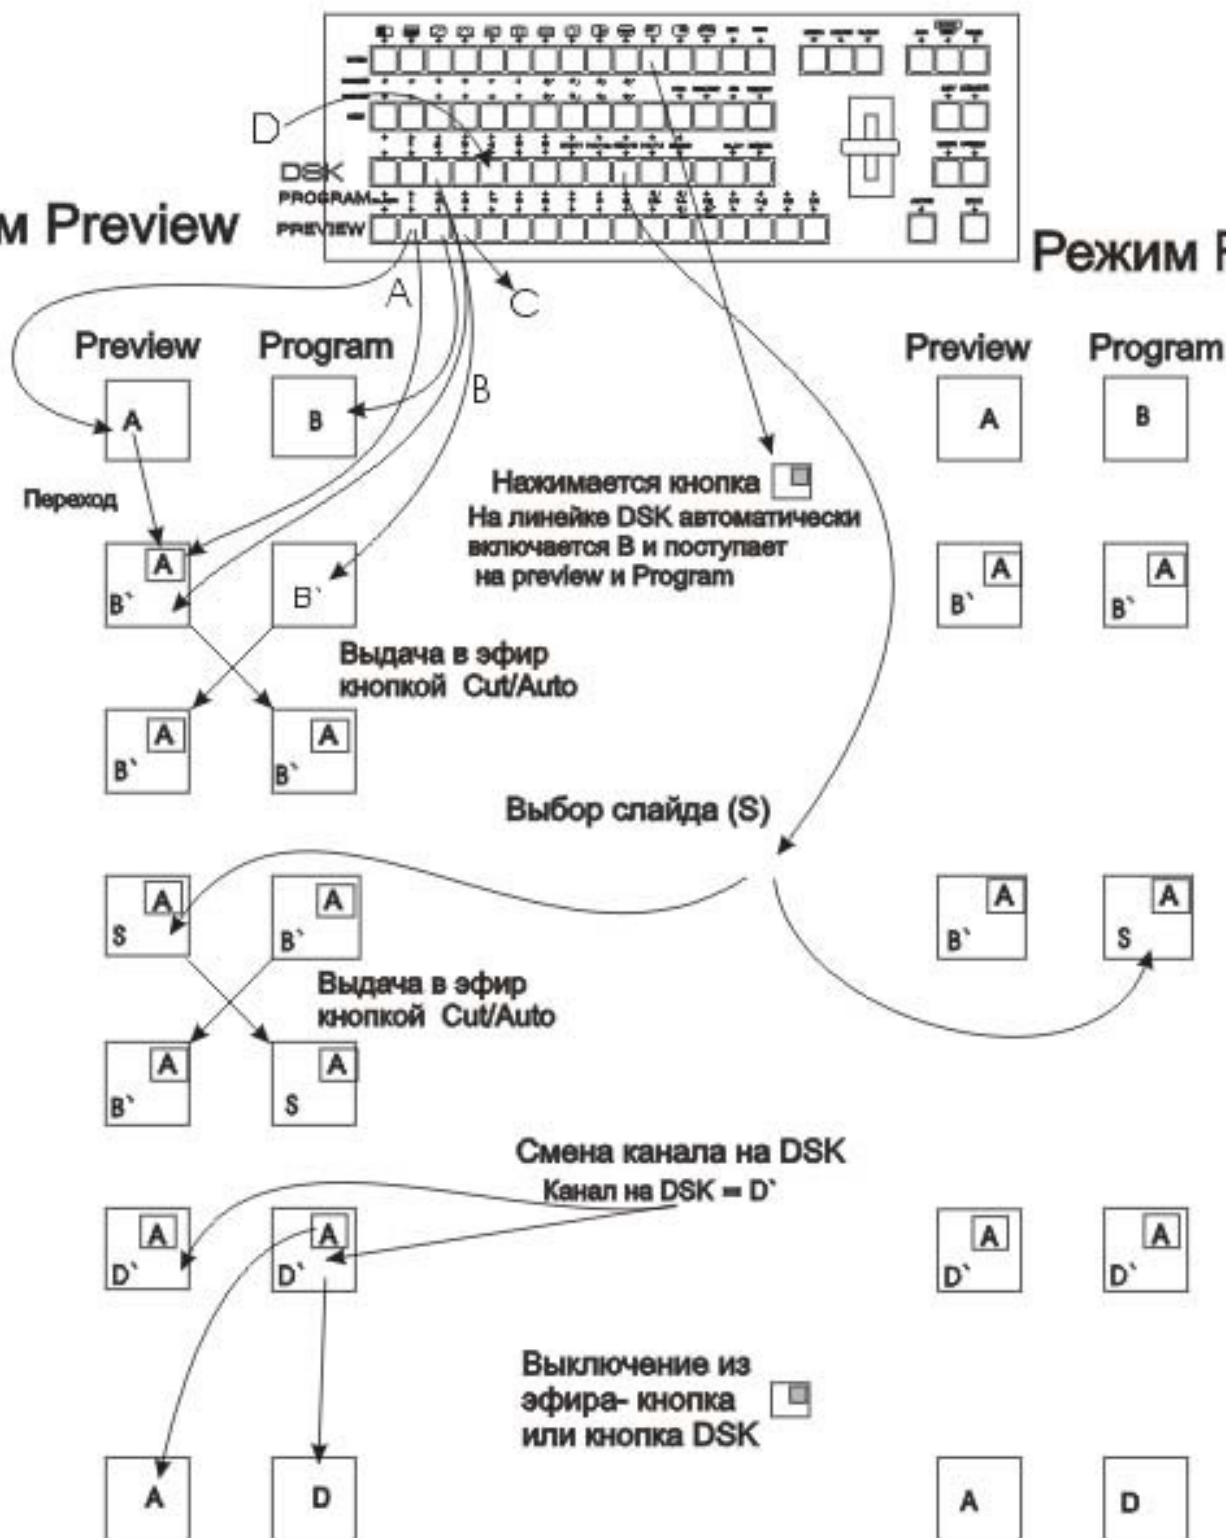 D
DSK
PROGRAM
PREVIEW
м Preview
Режим
A
C
B
Preview Program
Preview Program
A B
A B
Переход
Нажимается кнопка
На линейке DSK автоматически
включается B и поступает
на preview и Program
A
B` B`
A A
B` B`
Выдача в эфир
кнопкой Cut/Auto
A A
B` B`
Выбор слайда (S)
A A
S B`
A A
B` S
Выдача в эфир
кнопкой Cut/Auto
A A
B` S
Смена канала на DSK
Канал на DSK = D`
A A
D` D`
A A
D` D`
Выключение из
эфира- кнопка
или кнопка DSK
A D
A D